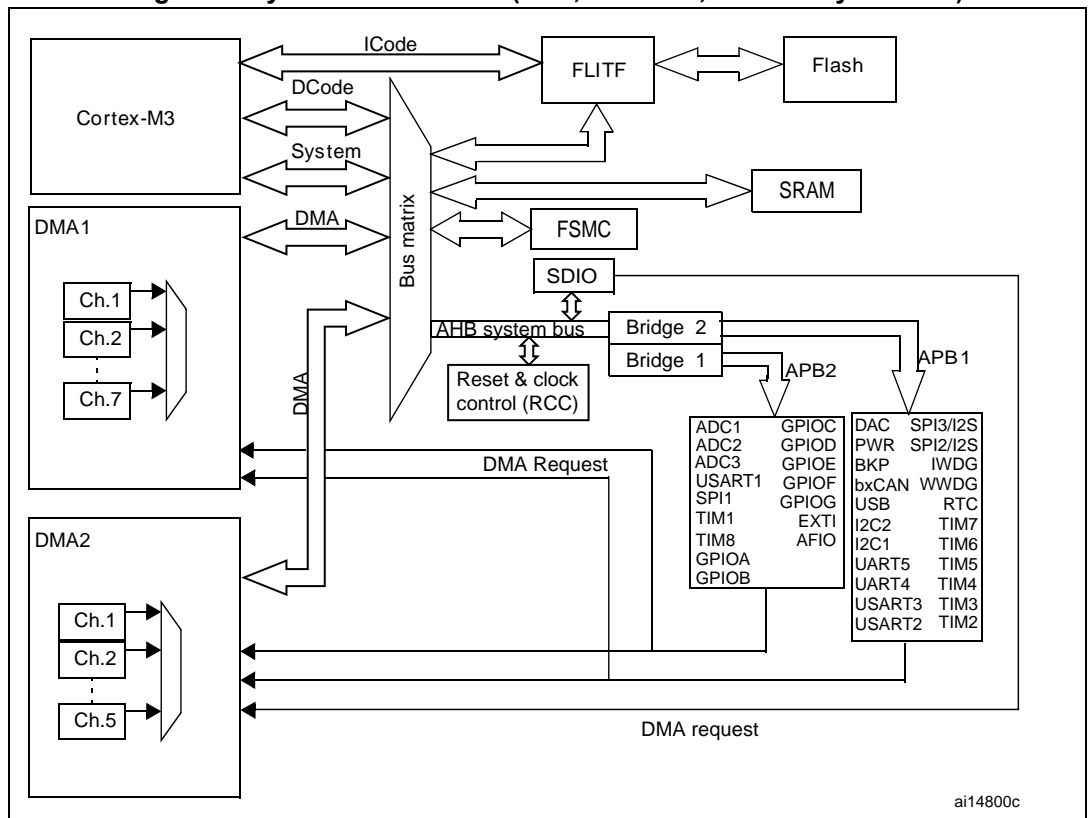 ICode
FLITF
Flash
DCode
Cortex-M3
System
SRAM
DMA1
DMA
Bus matrix
FSMC
SDIO
Ch.1
Ch.2
Ch.7
AHB system bus
Bridge 2
Bridge 1
APB2
APB1
Reset & clock
control (RCC)
DMA
ADC1 GPIOC
ADC2 GPIOD
ADC3 GPIOE
USART1 GPIOF
SPI1 GPIOG
TIM1 EXTI
TIM8 AFIO
GPIOA
GPIOB
DAC SPI3/I2S
PWR SPI2/I2S
BKP IWDG
bxCAN WWDG
USB RTC
I2C2 TIM7
I2C1 TIM6
UART5 TIM5
UART4 TIM4
USART3 TIM3
USART2 TIM2
DMA Request
DMA2
Ch.1
Ch.2
Ch.5
DMA request
ai14800c